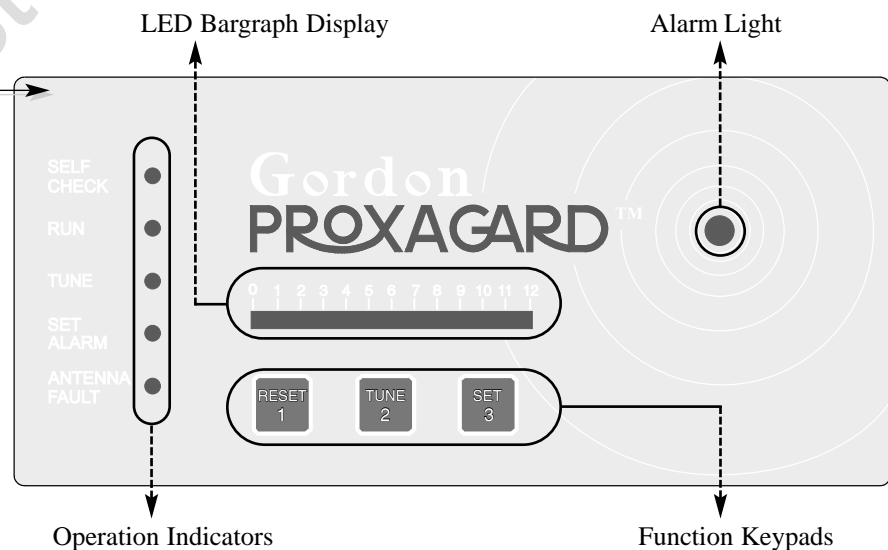 LED Bargraph Display
Alarm Light
SELF
CHECK
RUN
TUNE
SET
ALARM
ANTENNA
FAULT
Gordon
PROXAGARD™
0 1 2 3 4 5 6 7 8 9 10 11 12
RESET
1
TUNE
2
SET
3
Operation Indicators
Function Keypads